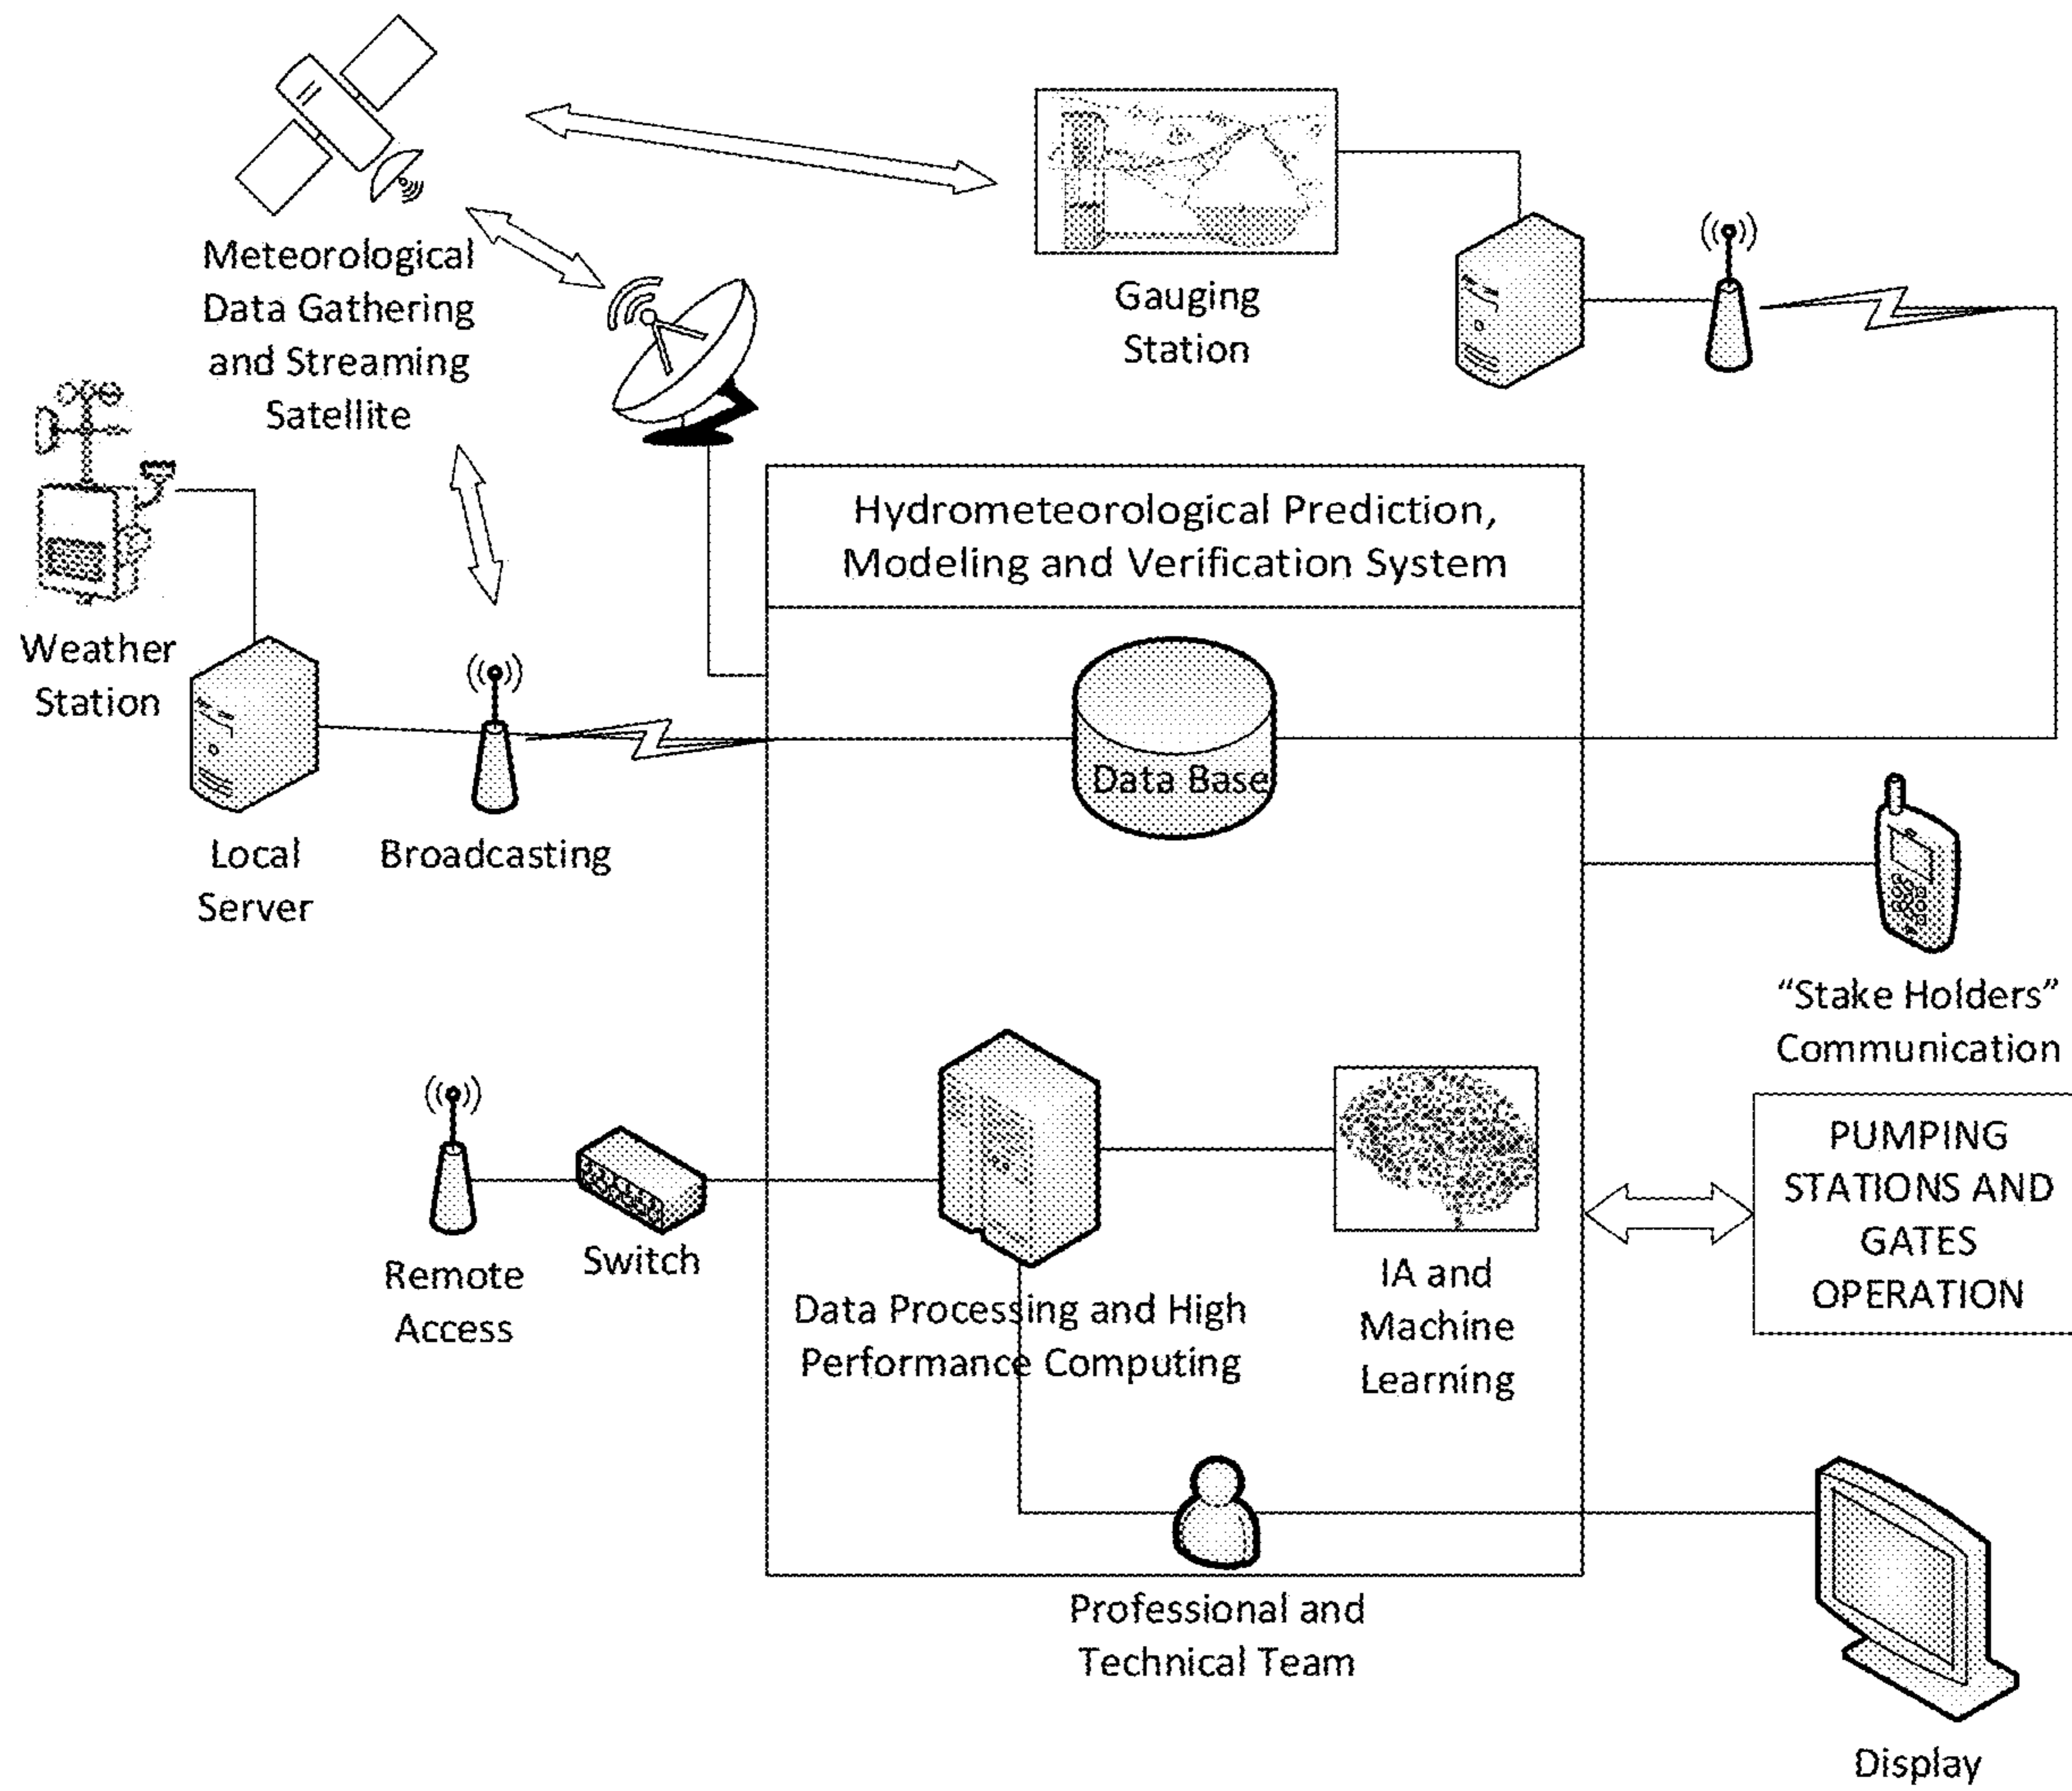 Meteorological
Data Gathering
and Streaming
Satellite
Gauging
Station
Weather
Station
Hydrometeorological Prediction,
Modeling and Verification System
Data Base
Local
Server
Broadcasting
“Stake Holders”
Communication
Remote
Access
Switch
Data Processing and High
Performance Computing
IA and
Machine
Learning
PUMPING
STATIONS AND
GATES
OPERATION
Professional and
Technical Team
Display